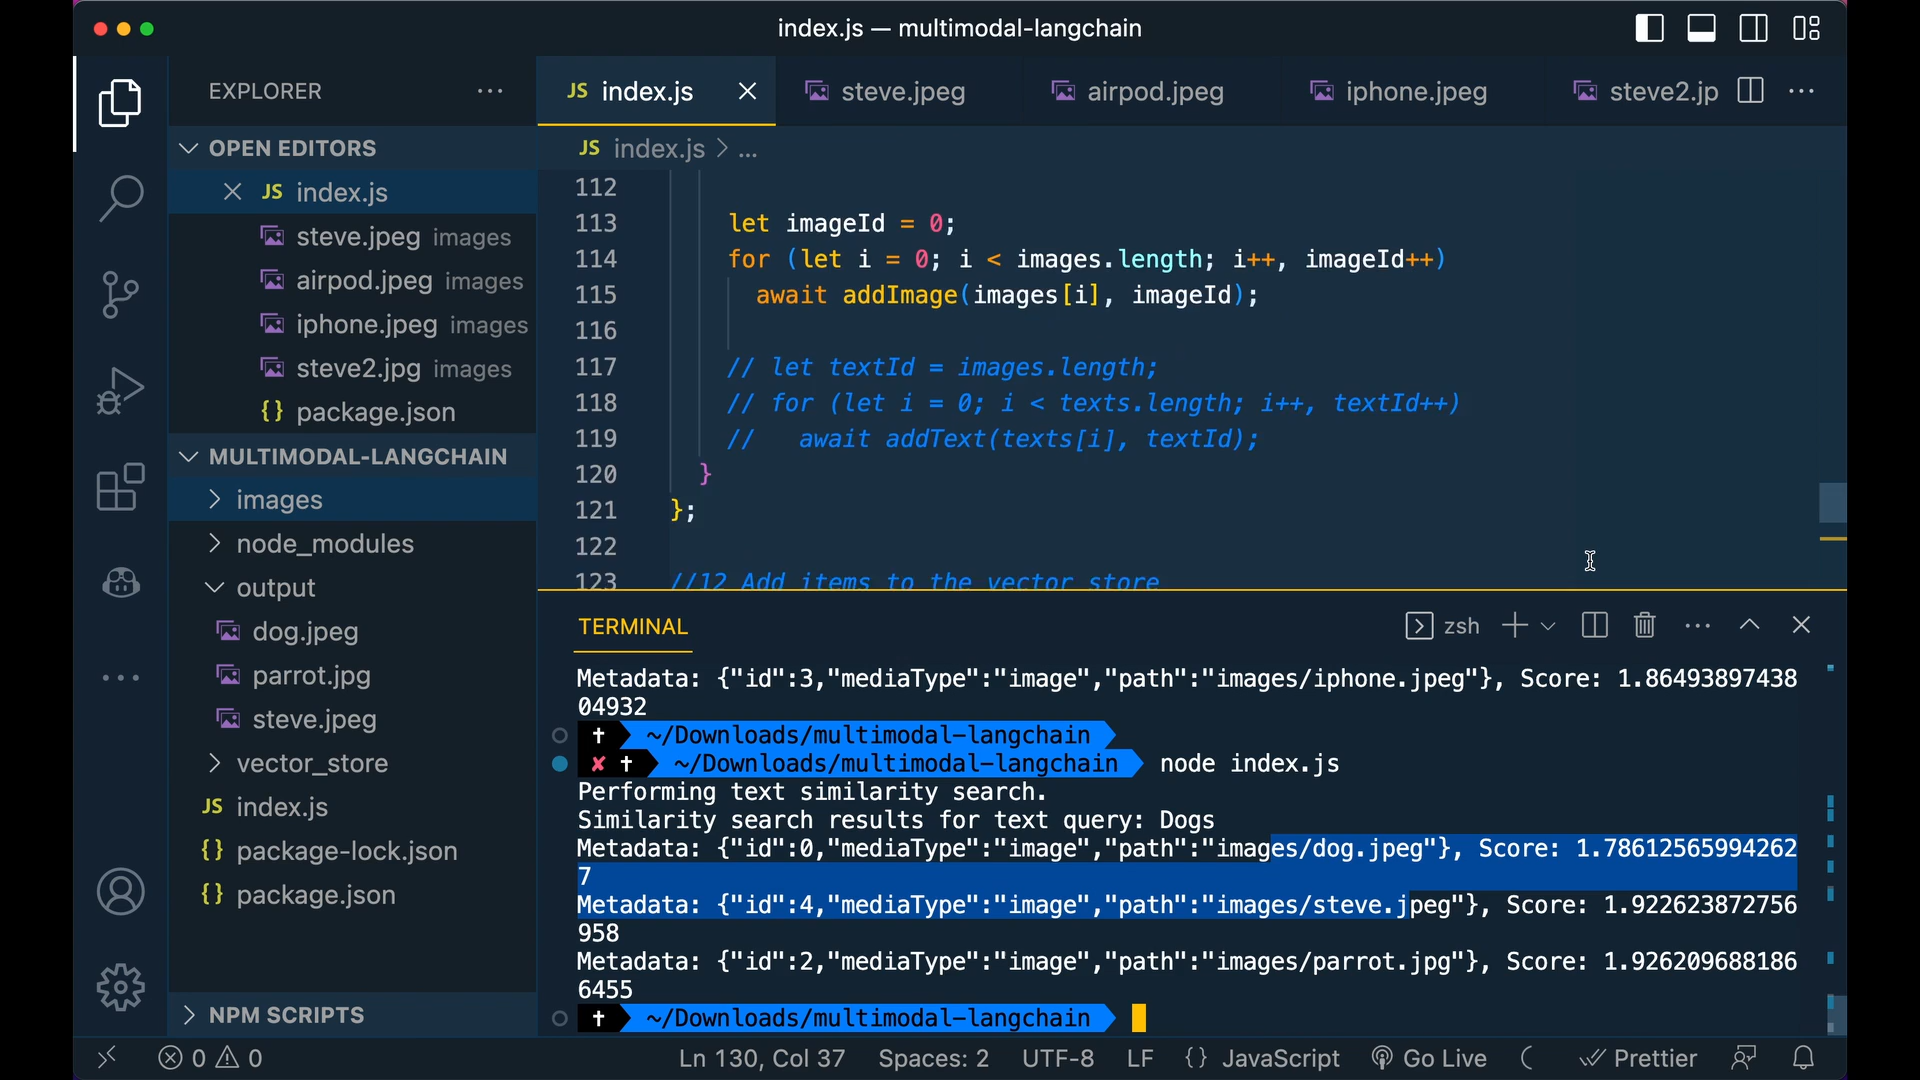 index.js — multimodal-langchain
EXPLORER
JS index.js
steve.jpeg
airpod.jpeg
iphone.jpeg
steve2.jp
OPEN EDITORS
JS index.js > ...
JS index.js
steve.jpeg images
airpod.jpeg images
iphone.jpeg images
steve2.jpg images
{} package.json
MULTIMODAL-LANGCHAIN
images
node_modules
output
dog.jpeg
parrot.jpg
steve.jpeg
vector_store
JS index.js
{} package-lock.json
{} package.json
NPM SCRIPTS
112
113 let imageId = 0;
114 for (let i = 0; i < images.length; i++, imageId++)
115 await addImage(images[i], imageId);
116
117 // let textId = images.length;
118 // for (let i = 0; i < texts.length; i++, textId++)
119 // await addText(texts[i], textId);
120 }
121 };
122
123 //12 Add items to the vector store
TERMINAL
zsh
Metadata: {"id":3,"mediaType":"image","path":"images/iphone.jpeg"}, Score: 1.86493897438
04932
~/Downloads/multimodal-langchain
~/Downloads/multimodal-langchain node index.js
Performing text similarity search.
Similarity search results for text query: Dogs
Metadata: {"id":0,"mediaType":"image","path":"images/dog.jpeg"}, Score: 1.78612565994262
7
Metadata: {"id":4,"mediaType":"image","path":"images/steve.jpeg"}, Score: 1.922623872756
958
Metadata: {"id":2,"mediaType":"image","path":"images/parrot.jpg"}, Score: 1.926209688186
6455
~/Downloads/multimodal-langchain
0 0
Ln 130, Col 37
Spaces: 2
UTF-8
LF
{} JavaScript
Go Live
Prettier